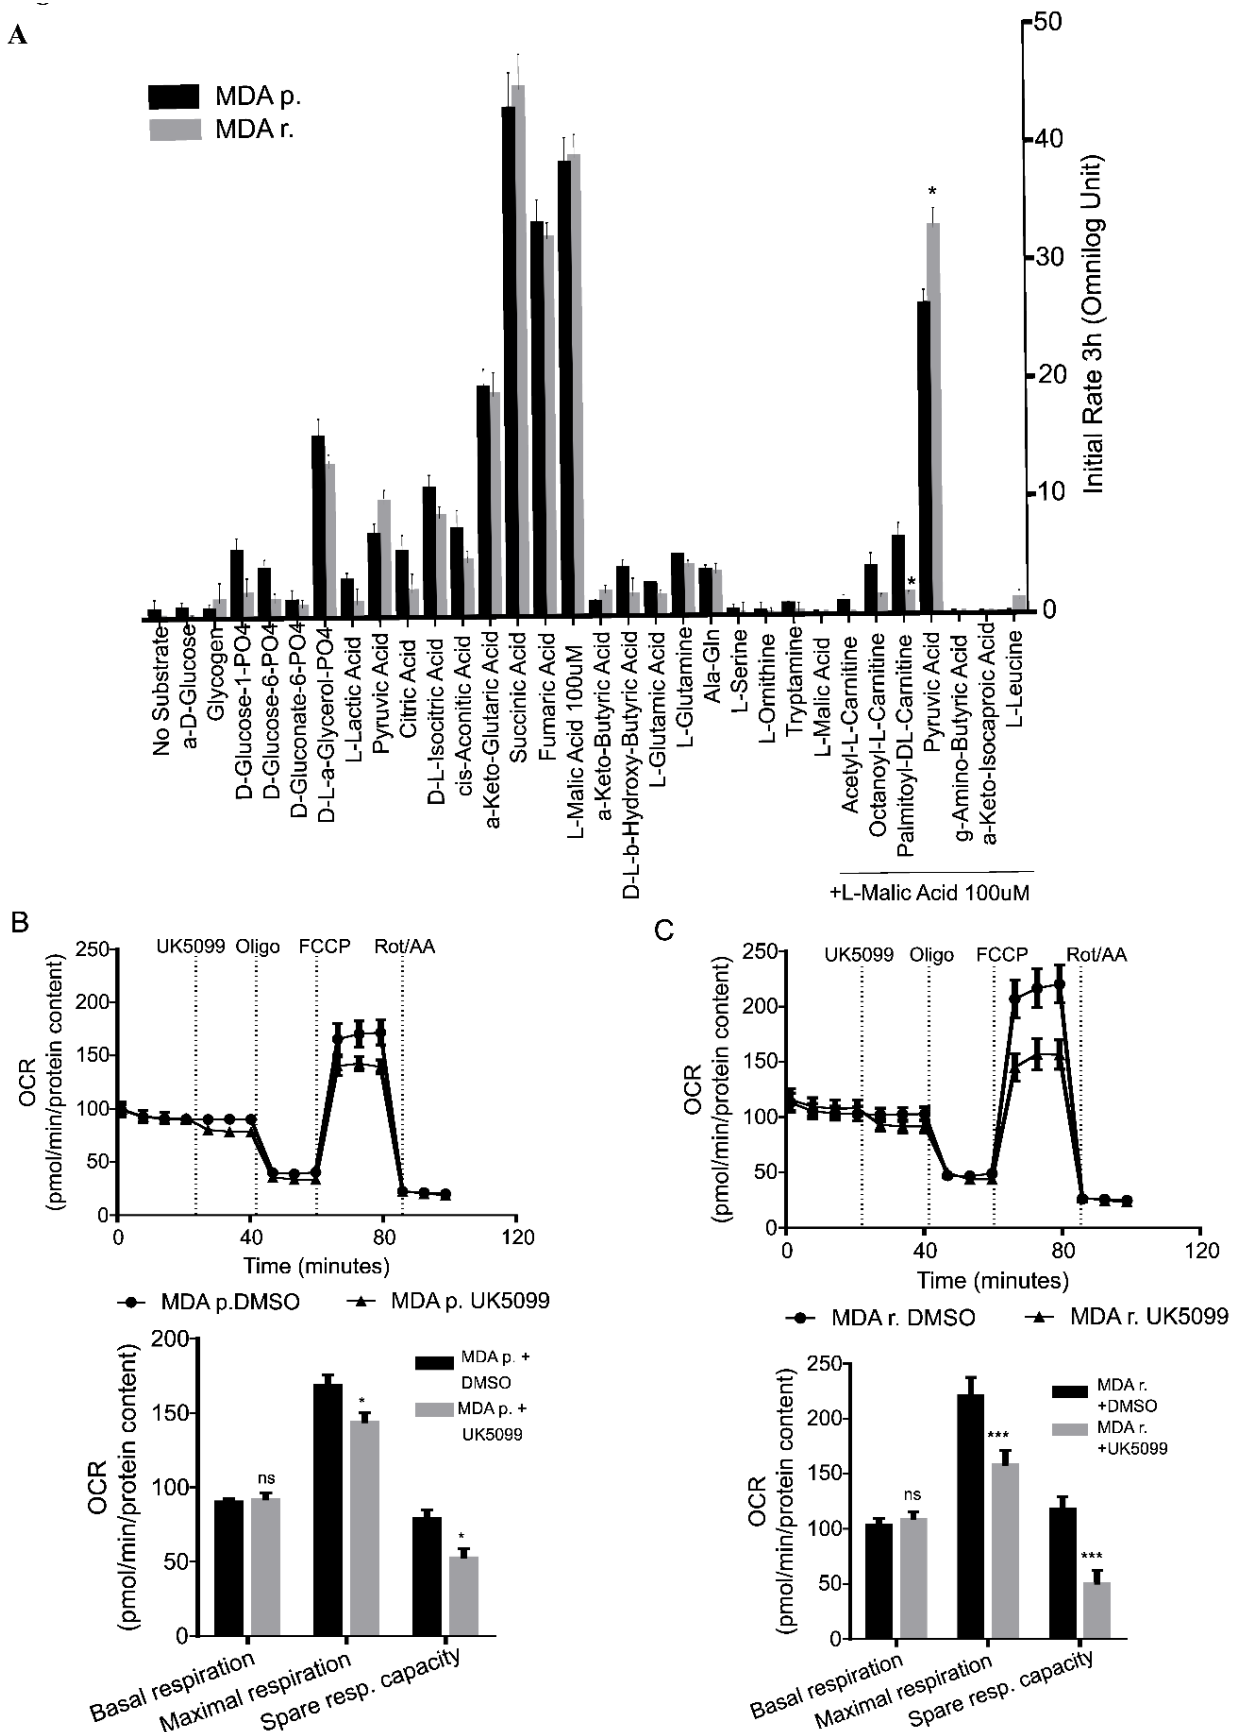 A
MDA p.
MDA r.
50
40
30
20
10
0
Initial Rate 3h (Omnilog Unit)
*
*
No Substrate
a-D-Glucose
Glycogen
D-Glucose-1-PO4
D-Glucose-6-PO4
D-Gluconate-6-PO4
D-L-a-Glycerol-PO4
L-Lactic Acid
Pyruvic Acid
Citric Acid
D-L-Isocitric Acid
cis-Aconitic Acid
a-Keto-Glutaric Acid
Succinic Acid
Fumaric Acid
L-Malic Acid 100uM
a-Keto-Butyric Acid
D-L-b-Hydroxy-Butyric Acid
L-Glutamic Acid
L-Glutamine
Ala-Gln
L-Serine
L-Ornithine
Tryptamine
L-Malic Acid
Acetyl-L-Carnitine
Octanoyl-L-Carnitine
Palmitoyl-DL-Carnitine
Pyruvic Acid
g-Amino-Butyric Acid
a-Keto-Isocaproic Acid
L-Leucine
+L-Malic Acid 100uM
B
UK5099 Oligo FCCP Rot/AA
250
200
150
100
50
0
OCR
(pmol/min/protein content)
0 40 80 120
Time (minutes)
MDA p.DMSO MDA p. UK5099
200
150
100
50
0
OCR
(pmol/min/protein content)
MDA p. +
DMSO
MDA p. +
UK5099
ns
*
*
Basal respiration
Maximal respiration
Spare resp. capacity
C
UK5099 Oligo FCCP Rot/AA
250
200
150
100
50
0
OCR
(pmol/min/protein content)
0 40 80 120
Time (minutes)
MDA r. DMSO MDA r. UK5099
250
200
150
100
50
0
OCR
(pmol/min/protein content)
MDA r.
+DMSO
MDA r.
+UK5099
ns
***
***
Basal respiration
Maximal respiration
Spare resp. capacity